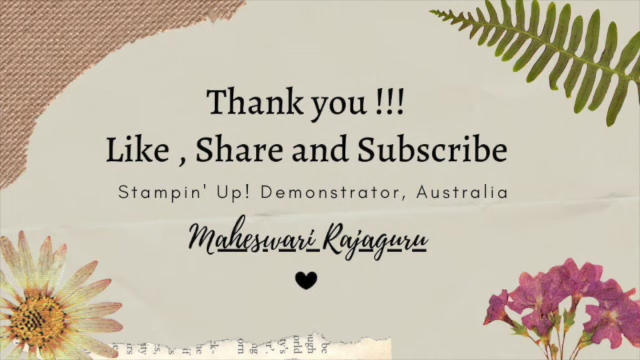 Thank you !!!
Like , Share and Subscribe
Stampin' Up! Demonstrator, Australia
Maheswari Rajaguru